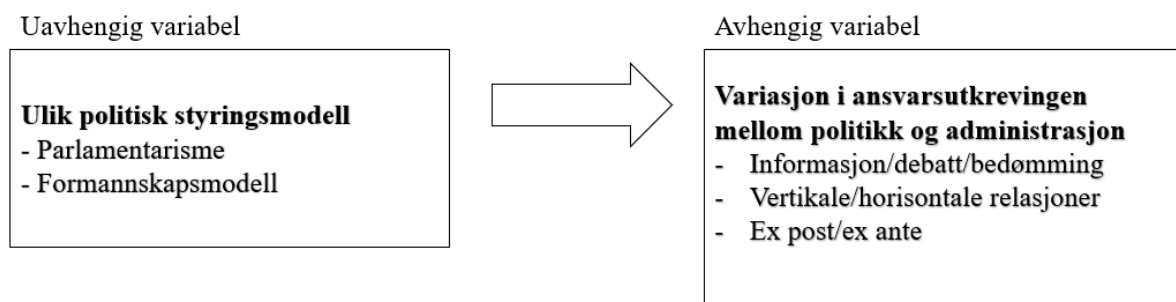 Uavhengig variabel
Ulik politisk styringsmodell
- Parlamentarisme
- Formannskapsmodell
Avhengig variabel
Variasjon i ansvarsutkrevingen
mellom politikk og administrasjon
- Informasjon/debatt/bedømming
- Vertikale/horisontale relasjoner
- Ex post/ex ante